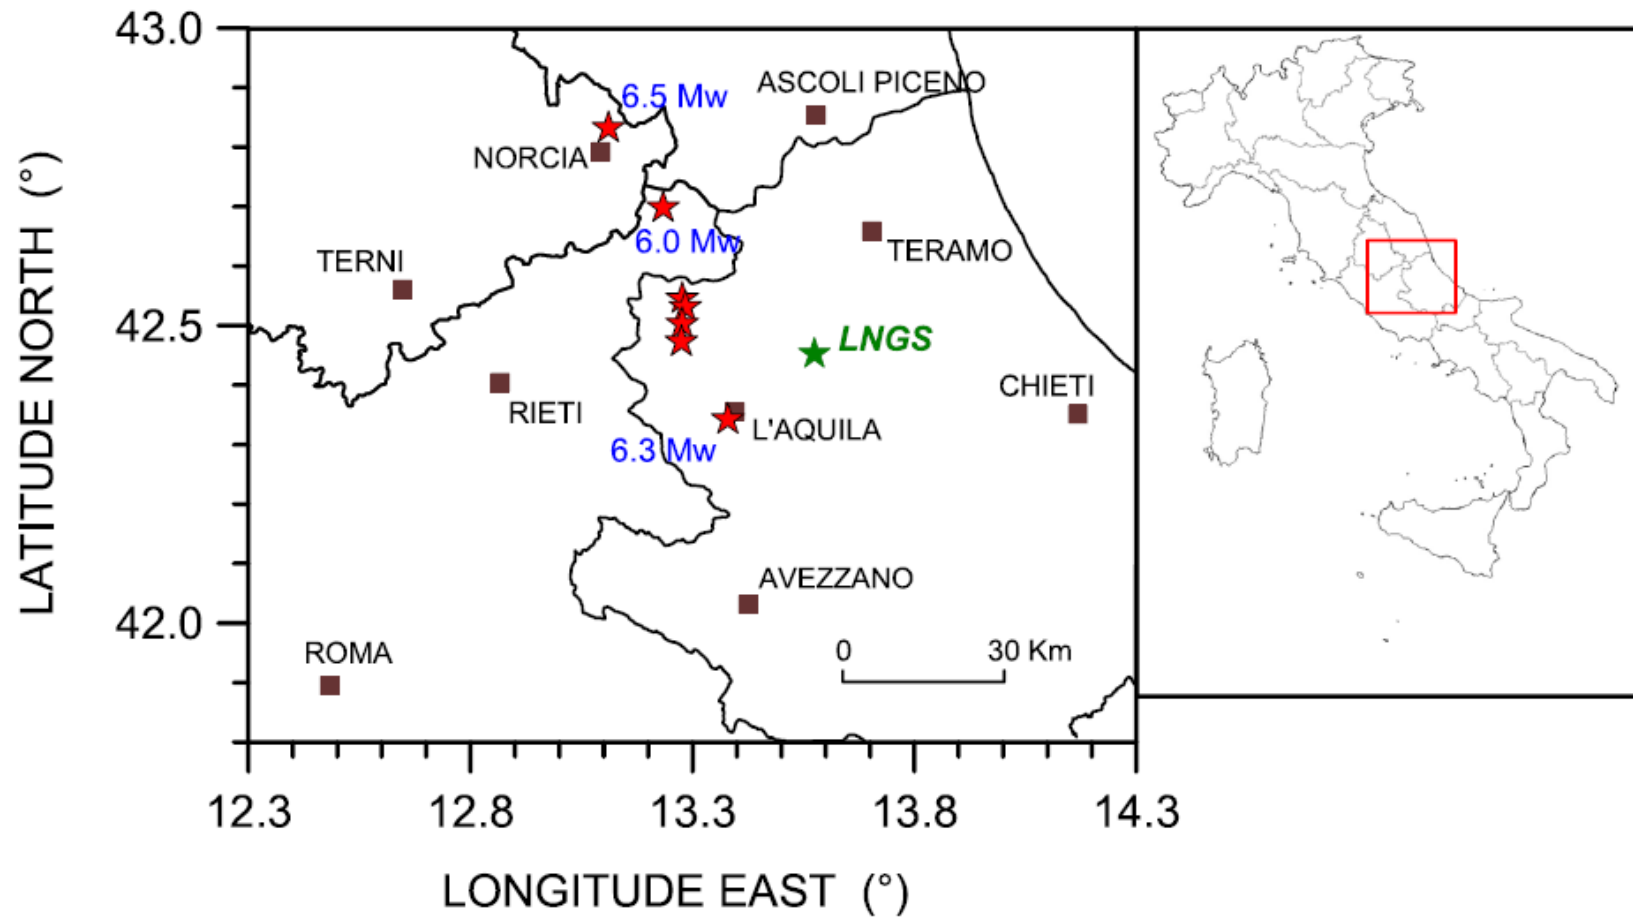 43.0
ASCOLI PICENO
6.5 Mw
NORCIA
6.0 Mw
TERAMO
TERNI
42.5
LNGS
CHIETI
RIETI
L'AQUILA
6.3 Mw
AVEZZANO
42.0
ROMA
0 30 Km
12.3 12.8 13.3 13.8 14.3
LATITUDE NORTH (°)
LONGITUDE EAST (°)